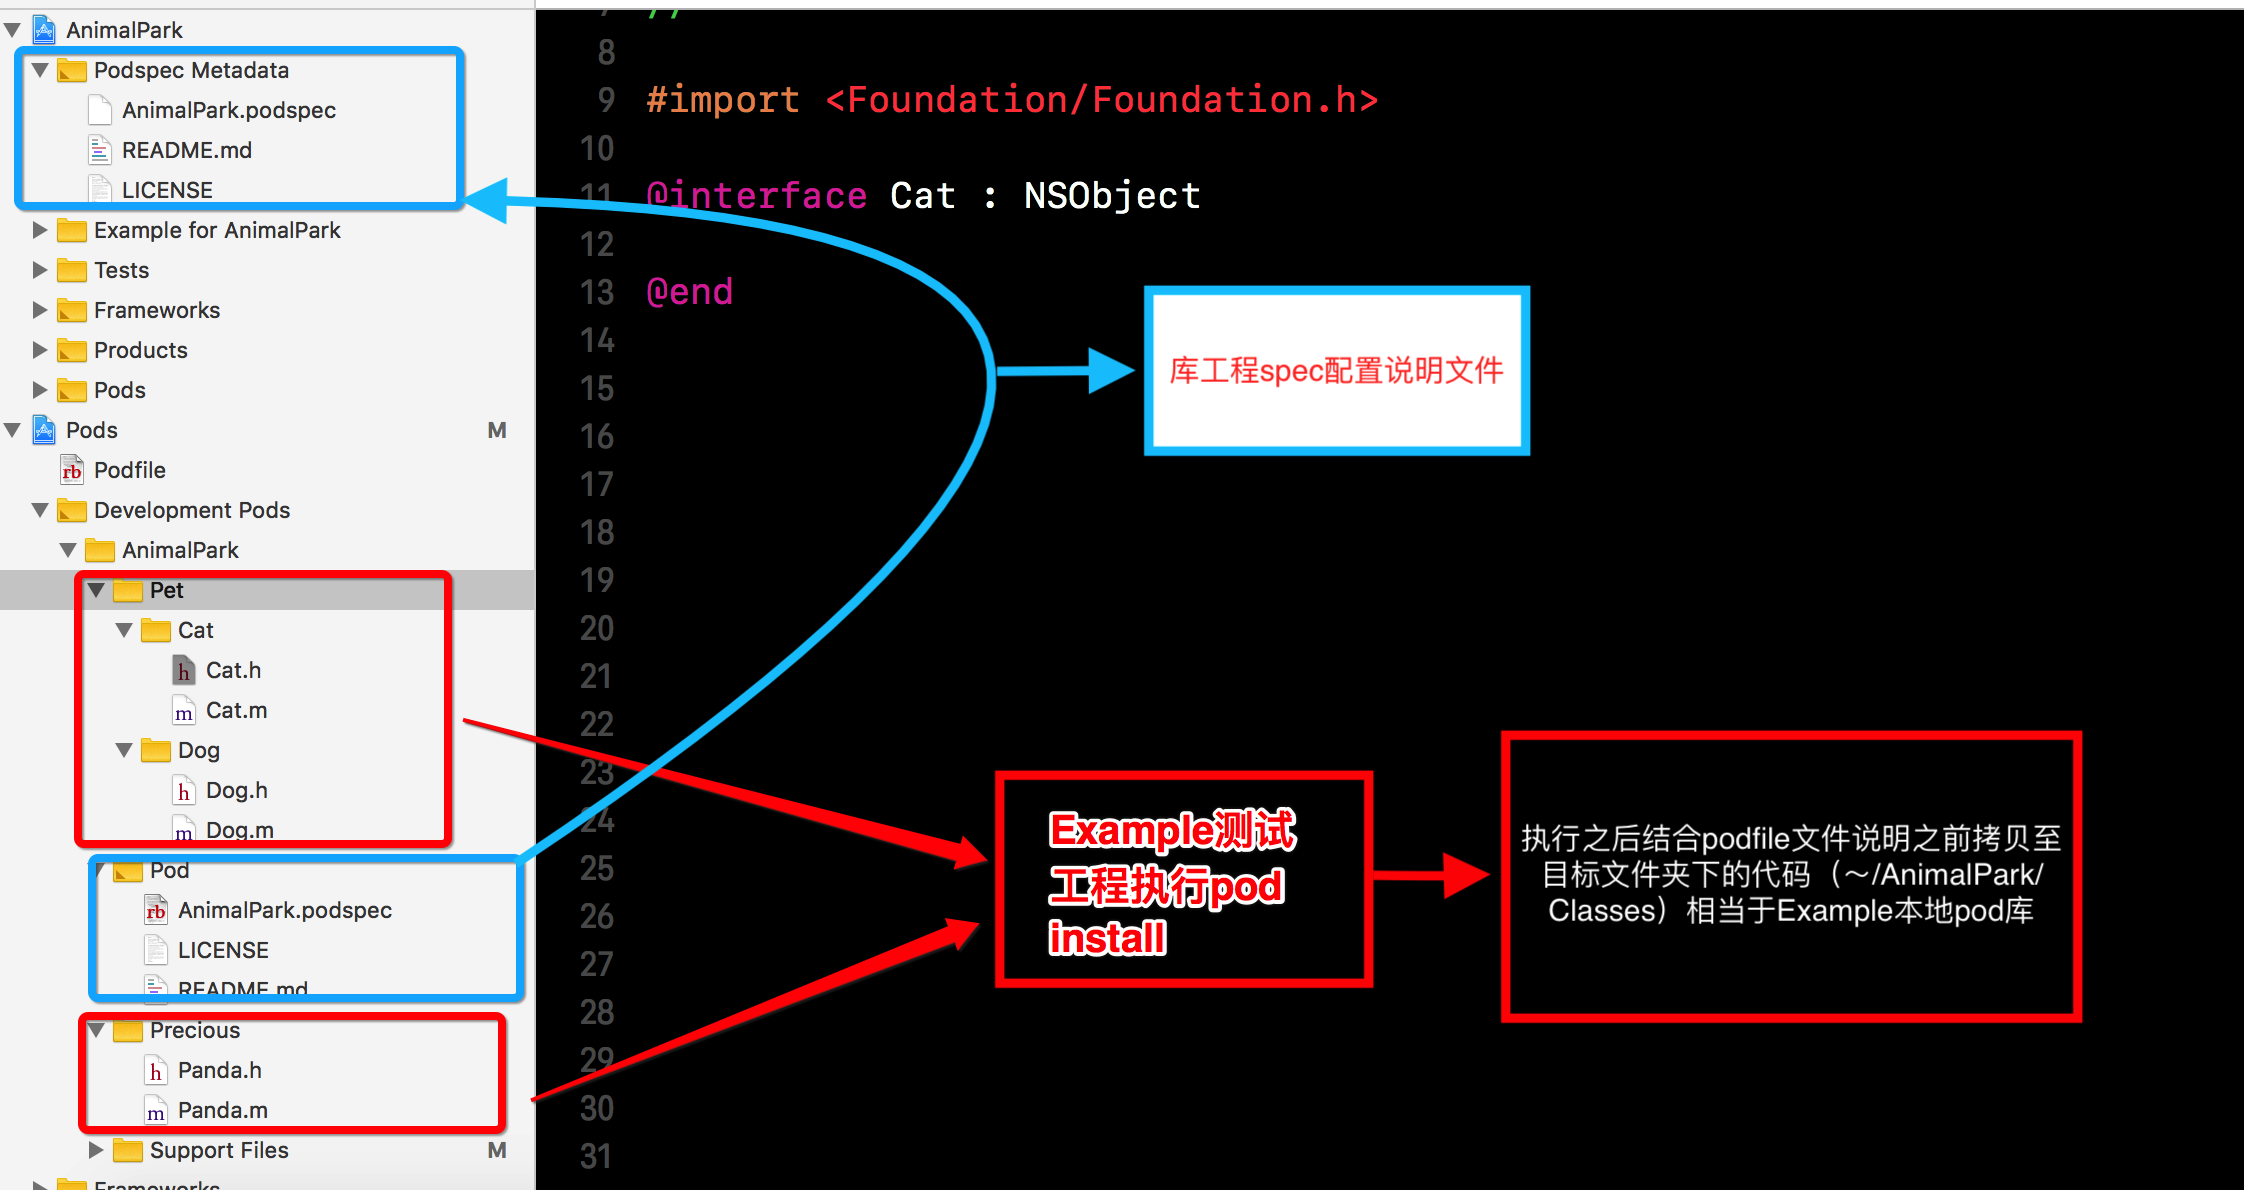 AnimalPark
Podspec Metadata
AnimalPark.podspec
README.md
LICENSE
Example for AnimalPark
Tests
Frameworks
Products
Pods
Pods M
Podfile
Development Pods
AnimalPark
Pet
Cat
Cat.h
Cat.m
Dog
Dog.h
Dog.m
Pod
AnimalPark.podspec
LICENSE
README.md
Precious
Panda.h
Panda.m
Support Files M
Frameworks
7 //
8
9 #import <Foundation/Foundation.h>
10
11 @interface Cat : NSObject
12
13 @end
14
15
16
17
18
19
20
21
22
23
24
25
26
27
28
29
30
31
库工程spec配置说明文件
Example测试
工程执行pod
install
执行之后结合podfile文件说明之前拷贝至
目标文件夹下的代码（～/AnimalPark/
Classes）相当于Example本地pod库